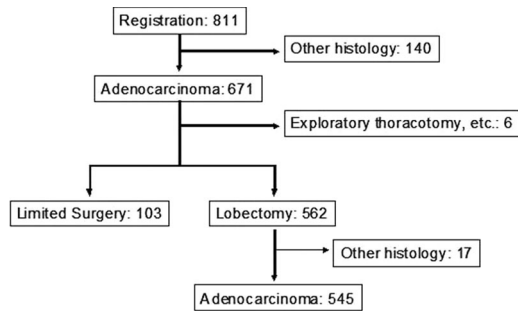 Registration: 811
Other histology: 140
Adenocarcinoma: 671
Exploratory thoracotomy, etc.: 6
Limited Surgery: 103
Lobectomy: 562
Other histology: 17
Adenocarcinoma: 545